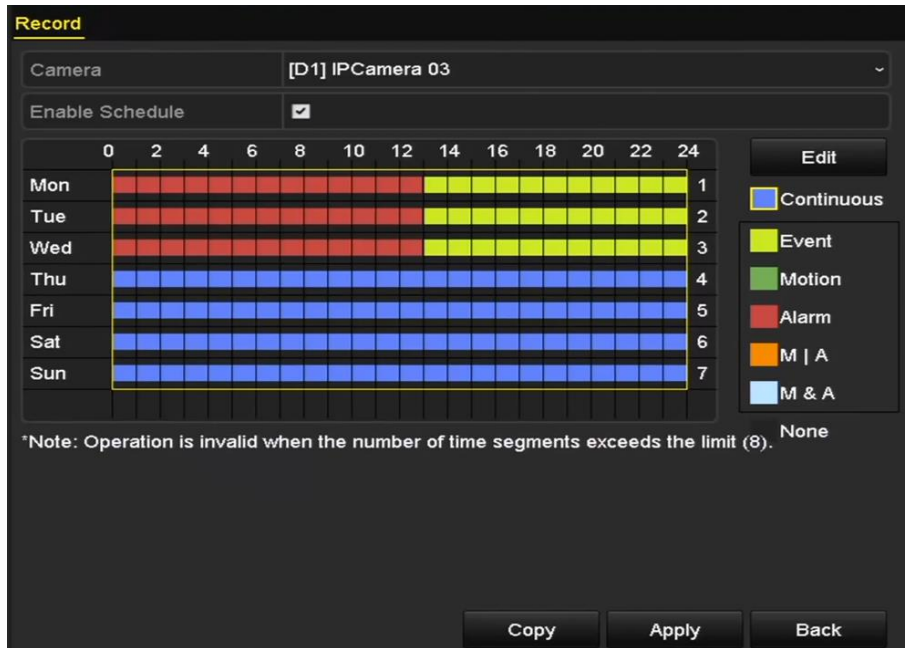 Record
Camera [D1] IPCamera 03
Enable Schedule
0 2 4 6 8 10 12 14 16 18 20 22 24
Edit
Mon 1
Continuous
Tue 2
Event
Wed 3
Thu 4
Motion
Fri 5
Alarm
Sat 6
M | A
Sun 7
M & A
None
*Note: Operation is invalid when the number of time segments exceeds the limit (8).
Copy Apply Back